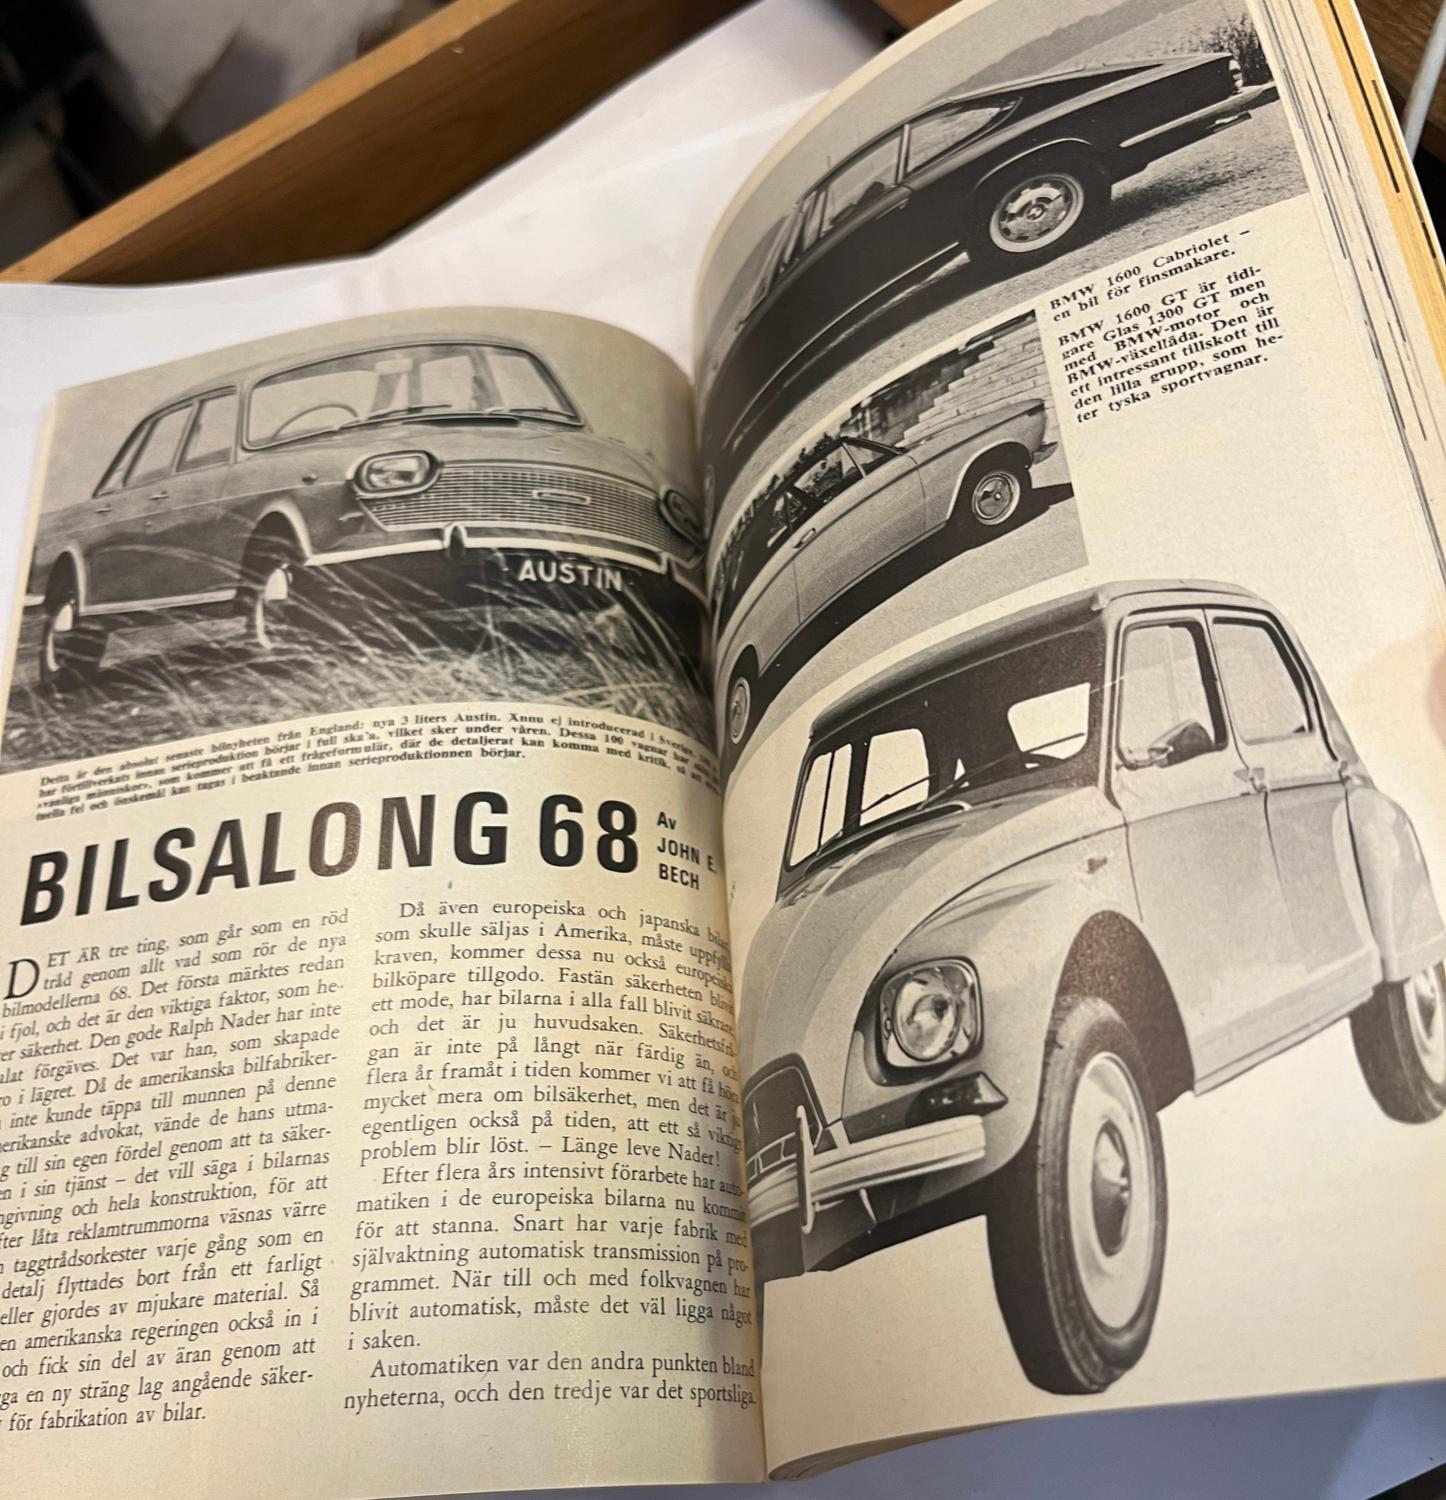 AUSTIN
Detta är den absolut senaste bilnyheten från England: nya 3 liters Austin. Ännu ej introducerad i
har förtillverkats innan serieproduktion börjar i full ska'a, vilket sker under våren. Dessa 100 vagnar har
»vanliga människor», som kommer att få ett frågeformulär, där de detaljerat kan komma med kritik, så att
tuella fel och önskemål kan tagas i beaktande innan serieproduktionnen börjar.
BILSALONG 68
Av
JOHN E.
BECH
DET ÄR tre ting, som går som en röd
tråd genom allt vad som rör de nya
bilmodellerna 68. Det första märktes redan
i fjol, och det är den viktiga faktor, som he-
säkerhet. Den gode Ralph Nader har inte
förgäves. Det var han, som skapade
i lägret. Då de amerikanska bilfabriker-
inte kunde täppa till munnen på denne
advokat, vände de hans utma-
till sin egen fördel genom att ta säker-
i sin tjänst – det vill säga i bilarnas
och hela konstruktion, för att
låta reklamtrummorna väsnas värre
taggtrådsorkester varje gång som en
detalj flyttades bort från ett farligt
eller gjordes av mjukare material. Så
amerikanska regeringen också in i
och fick sin del av äran genom att
en ny sträng lag angående säker-
för fabrikation av bilar.
Då även europeiska och japanska
som skulle säljas i Amerika, måste
kraven, kommer dessa nu också
bilköpare tillgodo. Fastän säkerheten
ett mode, har bilarna i alla fall blivit
och det är ju huvudsaken.
gan är inte på långt när färdig än,
flera år framåt i tiden kommer vi att få
mycket mera om bilsäkerhet, men det är
egentligen också på tiden, att ett så
problem blir löst. – Länge leve Nader!
Efter flera års intensivt förarbete har
matiken i de europeiska bilarna nu
för att stanna. Snart har varje fabrik med
självaktning automatisk transmission på pro-
grammet. När till och med folkvagnen har
blivit automatisk, måste det väl ligga något
i saken.
Automatiken var den andra punkten bland
nyheterna, occh den tredje var det sportsliga.
BMW 1600 Cabriolet –
en bil för finsmakare.
BMW 1600 GT är tidi-
gare Glas 1300 GT men
med BMW-motor och
BMW-växellåda. Den är
ett intressant tillskott till
den lilla grupp, som he-
ter tyska sportvagnar.